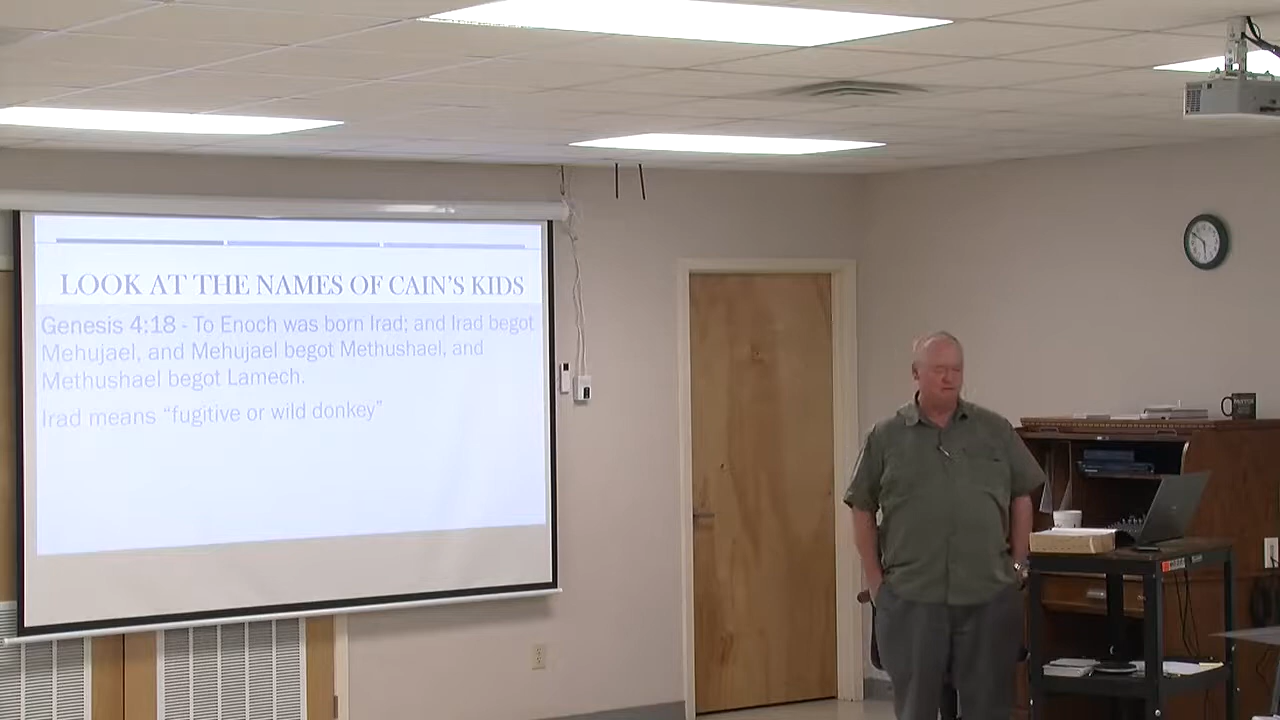 LOOK AT THE NAMES OF CAIN'S KIDS
Genesis 4:18 - To Enoch was born Irad; and Irad begot
Mehujael, and Mehujael begot Methushael, and
Methushael begot Lamech.
Irad means “fugitive or wild donkey”